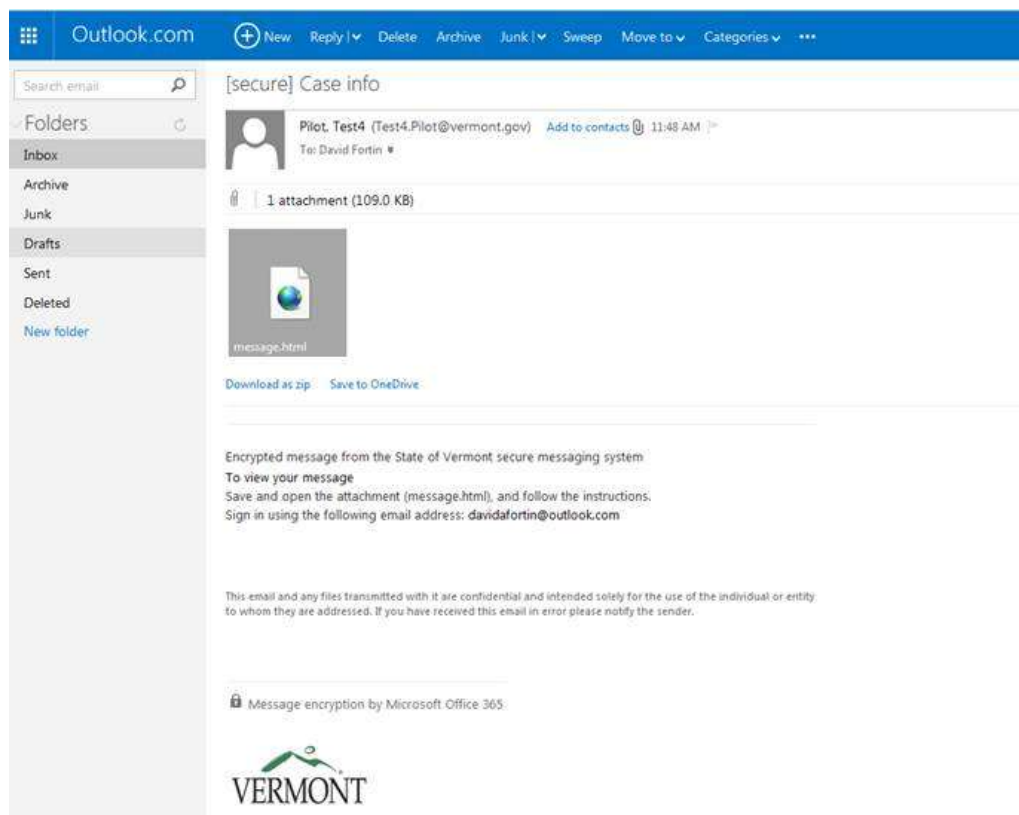 Outlook.com New Reply Delete Archive Junk Sweep Move to Categories ...
Search email
Folders
Inbox
Archive
Junk
Drafts
Sent
Deleted
New folder
[secure] Case info
Pilot, Test4 (Test4.Pilot@vermont.gov) Add to contacts 11:48 AM
To: David Fortin
1 attachment (109.0 KB)
message.html
Download as zip Save to OneDrive
Encrypted message from the State of Vermont secure messaging system
To view your message
Save and open the attachment (message.html), and follow the instructions.
Sign in using the following email address: davidafortin@outlook.com
This email and any files transmitted with it are confidential and intended solely for the use of the individual or entity
to whom they are addressed. If you have received this email in error please notify the sender.
Message encryption by Microsoft Office 365
VERMONT